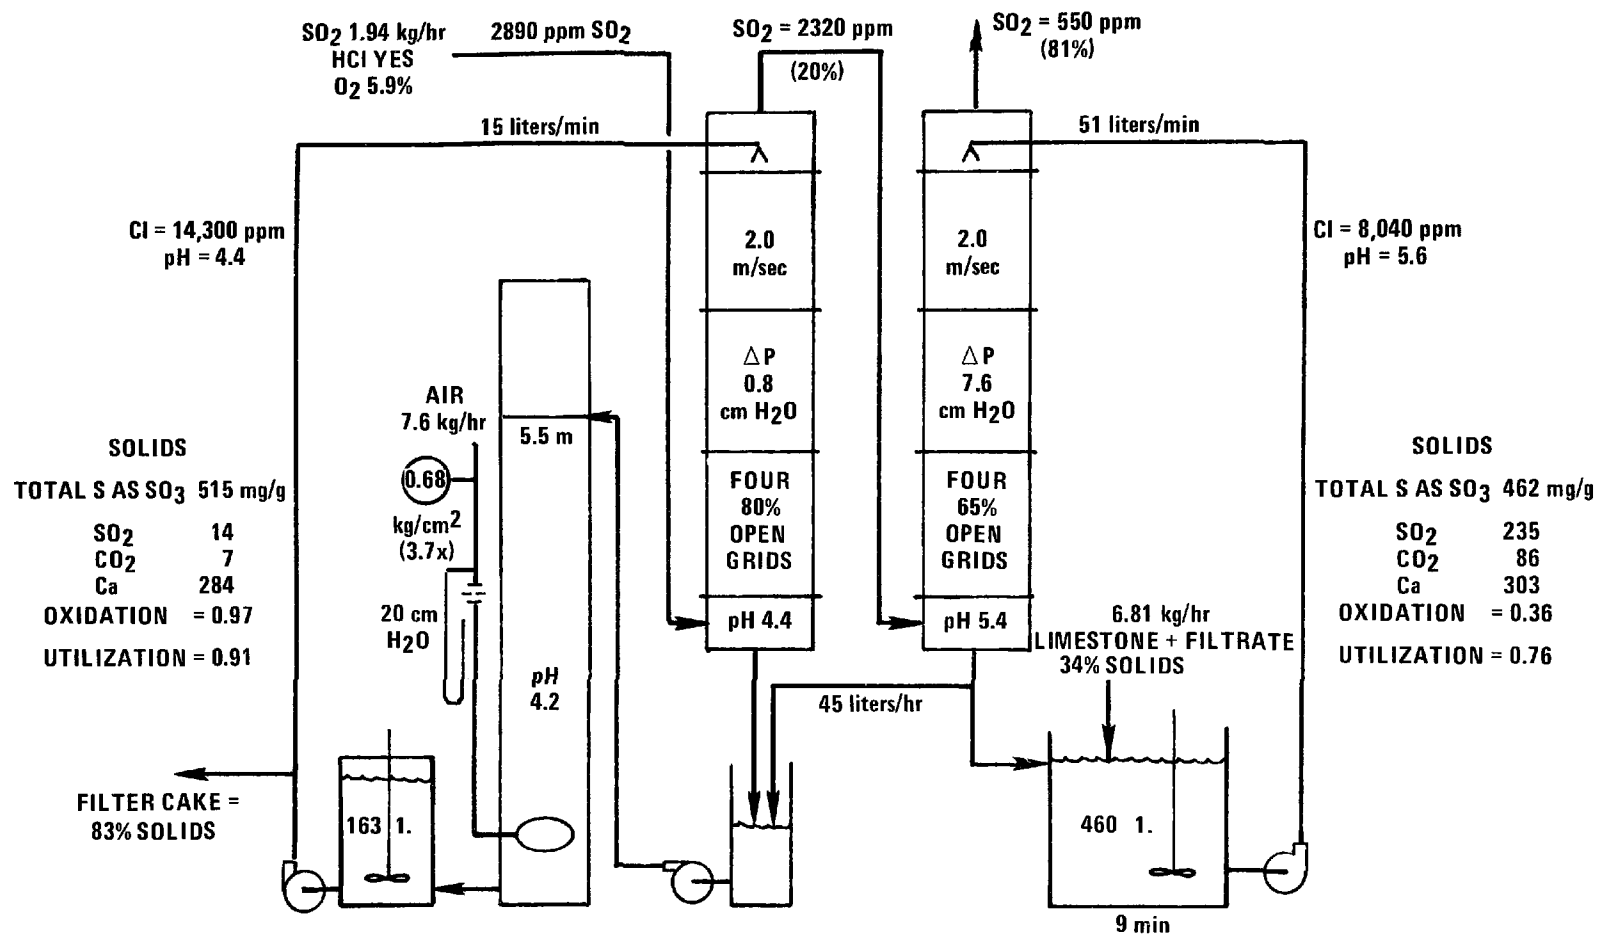 SO2 1.94 kg/hr
HCl YES
O2 5.9%
2890 ppm SO2
SO2 = 2320 ppm
(20%)
SO2 = 550 ppm
(81%)
15 liters/min
51 liters/min
Cl = 14,300 ppm
pH = 4.4
2.0
m/sec
2.0
m/sec
Cl = 8,040 ppm
pH = 5.6
△P
0.8
cm H2O
△P
7.6
cm H2O
AIR
7.6 kg/hr
5.5 m
0.68
kg/cm2
(3.7x)
FOUR
80%
OPEN
GRIDS
FOUR
65%
OPEN
GRIDS
SOLIDS
TOTAL S AS SO3 515 mg/g
SO2 14
CO2 7
Ca 284
OXIDATION = 0.97
UTILIZATION = 0.91
SOLIDS
TOTAL S AS SO3 462 mg/g
SO2 235
CO2 86
Ca 303
OXIDATION = 0.36
UTILIZATION = 0.76
20 cm
H2O
pH 4.4
pH 5.4
6.81 kg/hr
LIMESTONE + FILTRATE
34% SOLIDS
pH
4.2
45 liters/hr
FILTER CAKE =
83% SOLIDS
163 1.
460 1.
9 min